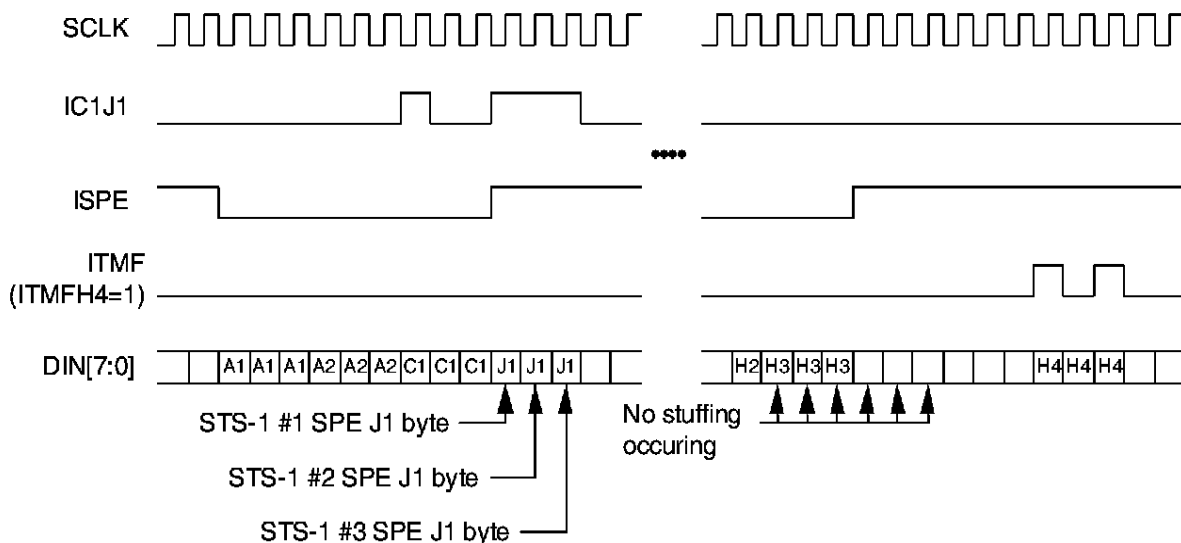 SCLK
IC1J1
ISPE
ITMF
(ITMFH4=1)
DIN[7:0] A1 A1 A1 A2 A2 A2 C1 C1 C1 J1 J1 J1 H2 H3 H3 H3 H4 H4 H4
STS-1 #1 SPE J1 byte
STS-1 #2 SPE J1 byte
STS-1 #3 SPE J1 byte
No stuffing
occuring